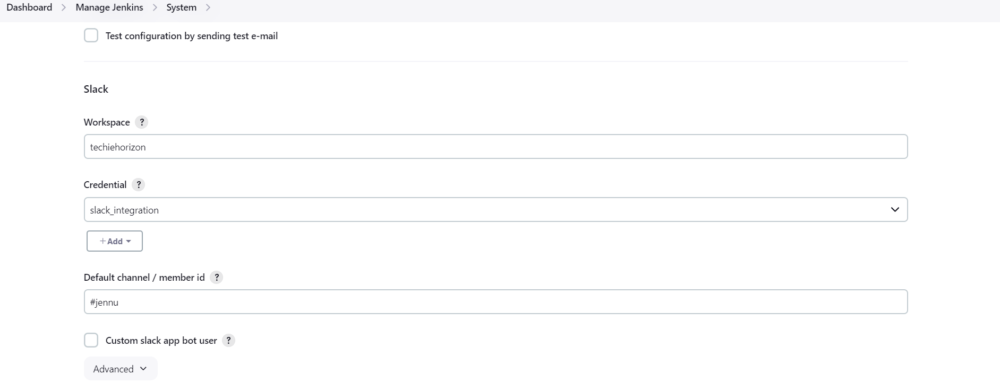 Dashboard > Manage Jenkins > System >
Test configuration by sending test e-mail
Slack
Workspace ?
techiehorizon
Credential ?
slack_integration
+Add
Default channel / member id ?
#jennu
Custom slack app bot user ?
Advanced